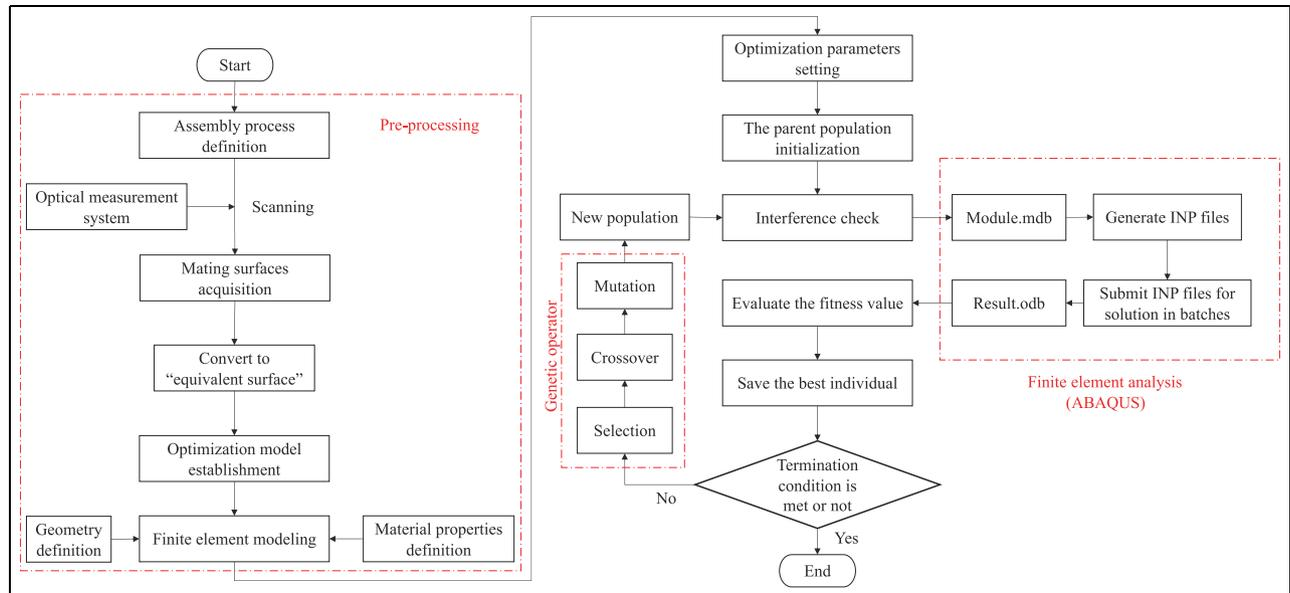 Start
Pre-processing
Assembly process
definition
Optical measurement
system
Scanning
Mating surfaces
acquisition
Convert to
“equivalent surface”
Optimization model
establishment
Geometry
definition
Finite element modeling
Material properties
definition
Optimization parameters
setting
The parent population
initialization
New population
Interference check
Module.mdb
Generate INP files
Submit INP files for
solution in batches
Result.odb
Evaluate the fitness value
Finite element analysis
(ABAQUS)
Save the best individual
Termination
condition is
met or not
No
Yes
End
Genetic operator
Mutation
Crossover
Selection